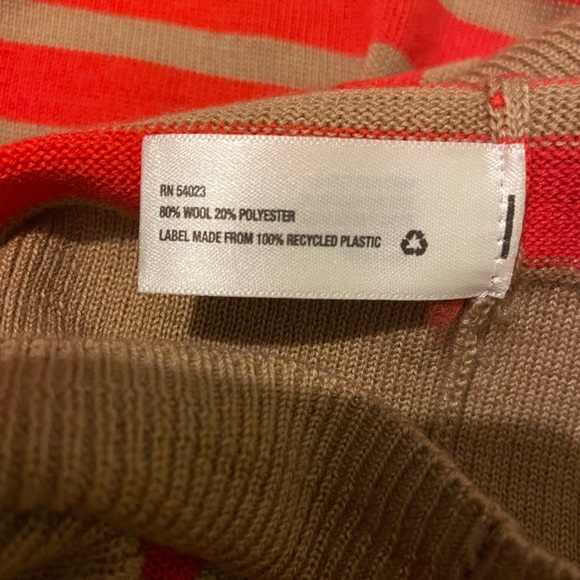 RN 54023
80% WOOL 20% POLYESTER
LABEL MADE FROM 100% RECYCLED PLASTIC